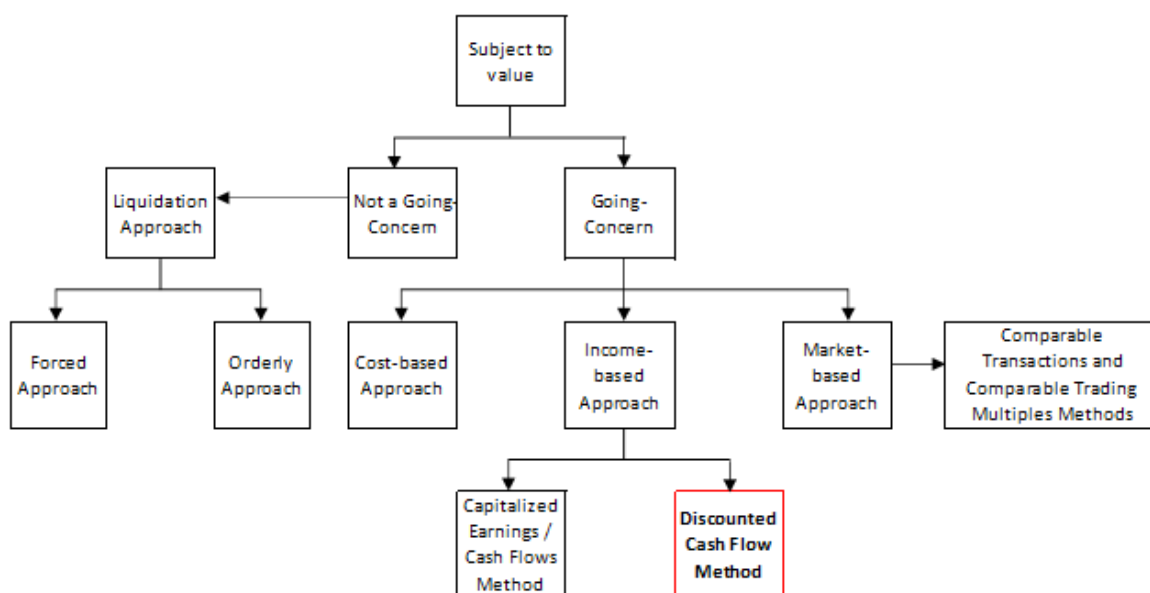 Subject to
value
Liquidation
Approach
Not a Going-
Concern
Going-
Concern
Forced
Approach
Orderly
Approach
Cost-based
Approach
Income-
based
Approach
Market-
based
Approach
Comparable
Transactions and
Comparable Trading
Multiples Methods
Capitalized
Earnings /
Cash Flows
Method
Discounted
Cash Flow
Method